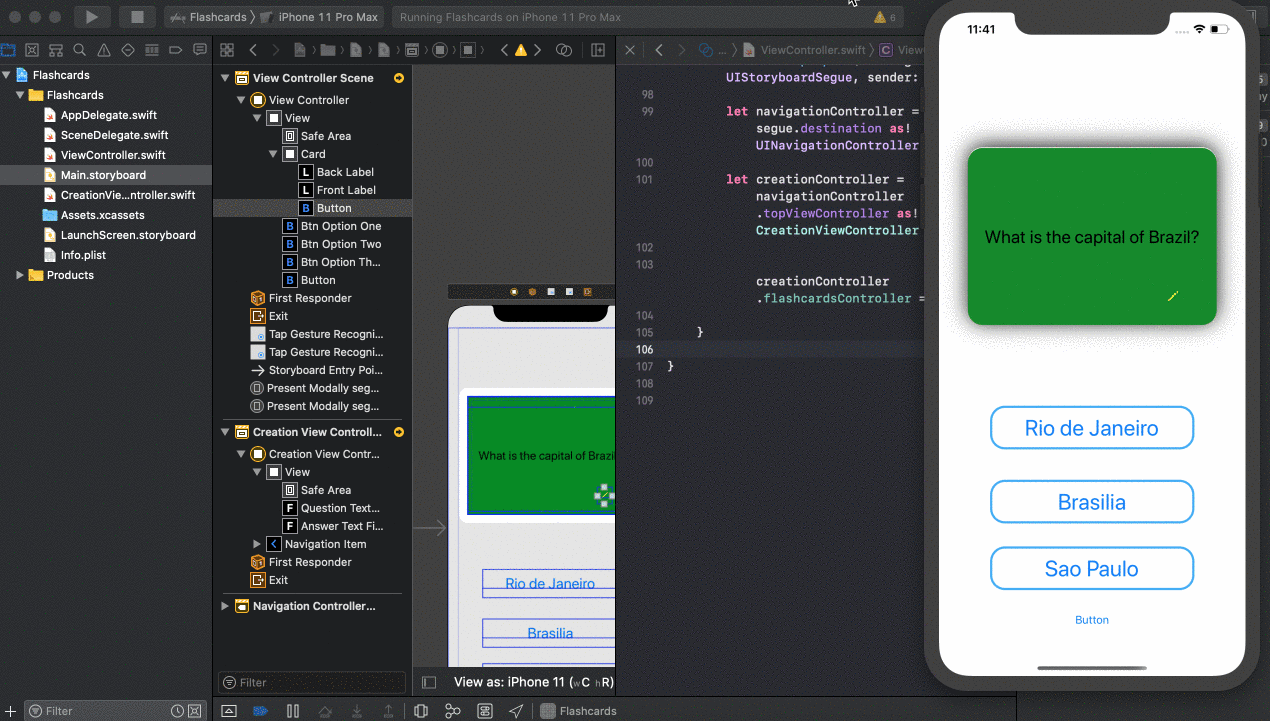 Flashcards
iPhone 11 Pro Max
Running Flashcards on iPhone 11 Pro Max
6
Flashcards
Flashcards
AppDelegate.swift
SceneDelegate.swift
ViewController.swift
Main.storyboard
CreationVie...ntroller.swift
Assets.xcassets
LaunchScreen.storyboard
Info.plist
Products
Filter
View Controller Scene
View Controller
View
Safe Area
Card
L Back Label
L Front Label
B Button
B Btn Option One
B Btn Option Two
B Btn Option Th...
B Button
First Responder
Exit
Tap Gesture Recogni...
Tap Gesture Recogni...
Storyboard Entry Poi...
Present Modally seg...
Present Modally seg...
Creation View Controll...
Creation View Contr...
View
Safe Area
F Question Text...
F Answer Text Fi...
Navigation Item
First Responder
Exit
Navigation Controller...
Filter
What is the capital of Brazil
Rio de Janeiro
Brasilia
View as: iPhone 11 (wC hR)
Flashcards
... ViewController.swift C View
UIStoryboardSegue, sender:
98
99 let navigationController =
segue.destination as!
UINavigationController
100
101 let creationController =
navigationController
.topViewController as!
CreationViewController
102
103
creationController
.flashcardsController =
104
105 }
106
107 }
108
109
11:41
What is the capital of Brazil?
Rio de Janeiro
Brasilia
Sao Paulo
Button